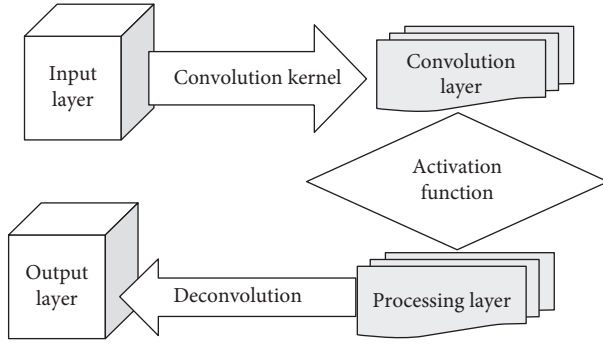 Input
layer
Convolution kernel
Convolution
layer
Activation
function
Processing layer
Deconvolution
Output
layer